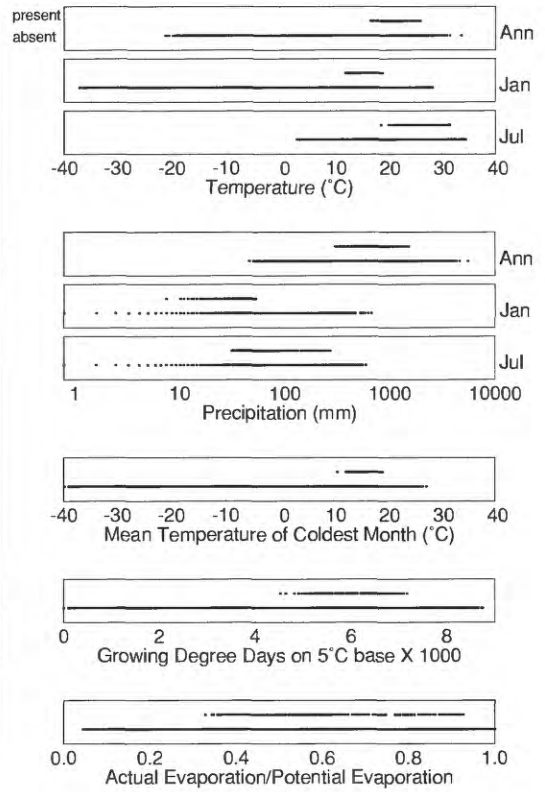 present
absent
Ann
Jan
Jul
-40 -30 -20 -10 0 10 20 30 40
Temperature (°C)
Ann
Jan
Jul
1 10 100 1000 10000
Precipitation (mm)
-40 -30 -20 -10 0 10 20 30 40
Mean Temperature of Coldest Month (°C)
0 2 4 6 8
Growing Degree Days on 5°C base X 1000
0.0 0.2 0.4 0.6 0.8 1.0
Actual Evaporation/Potential Evaporation